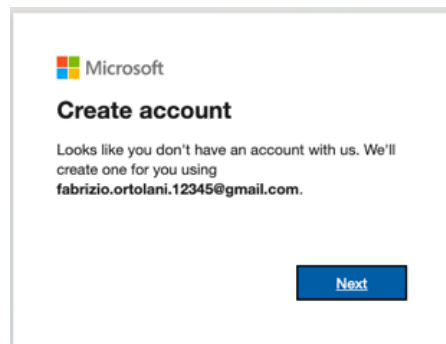 Microsoft
Create account
Looks like you don't have an account with us. We'll
create one for you using
fabrizio.ortolani.12345@gmail.com.
Next